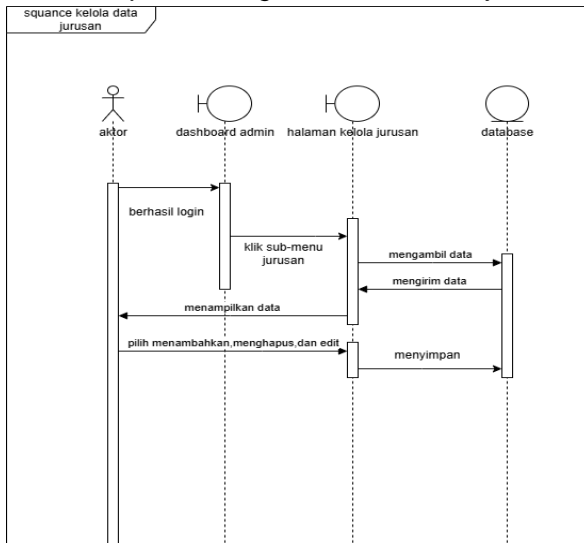 squance kelola data
jurusan
aktor
dashboard admin
halaman kelola jurusan
database
berhasil login
klik sub-menu
jurusan
mengambil data
mengirim data
menampilkan data
pilih menambahkan,menghapus,dan edit
menyimpan